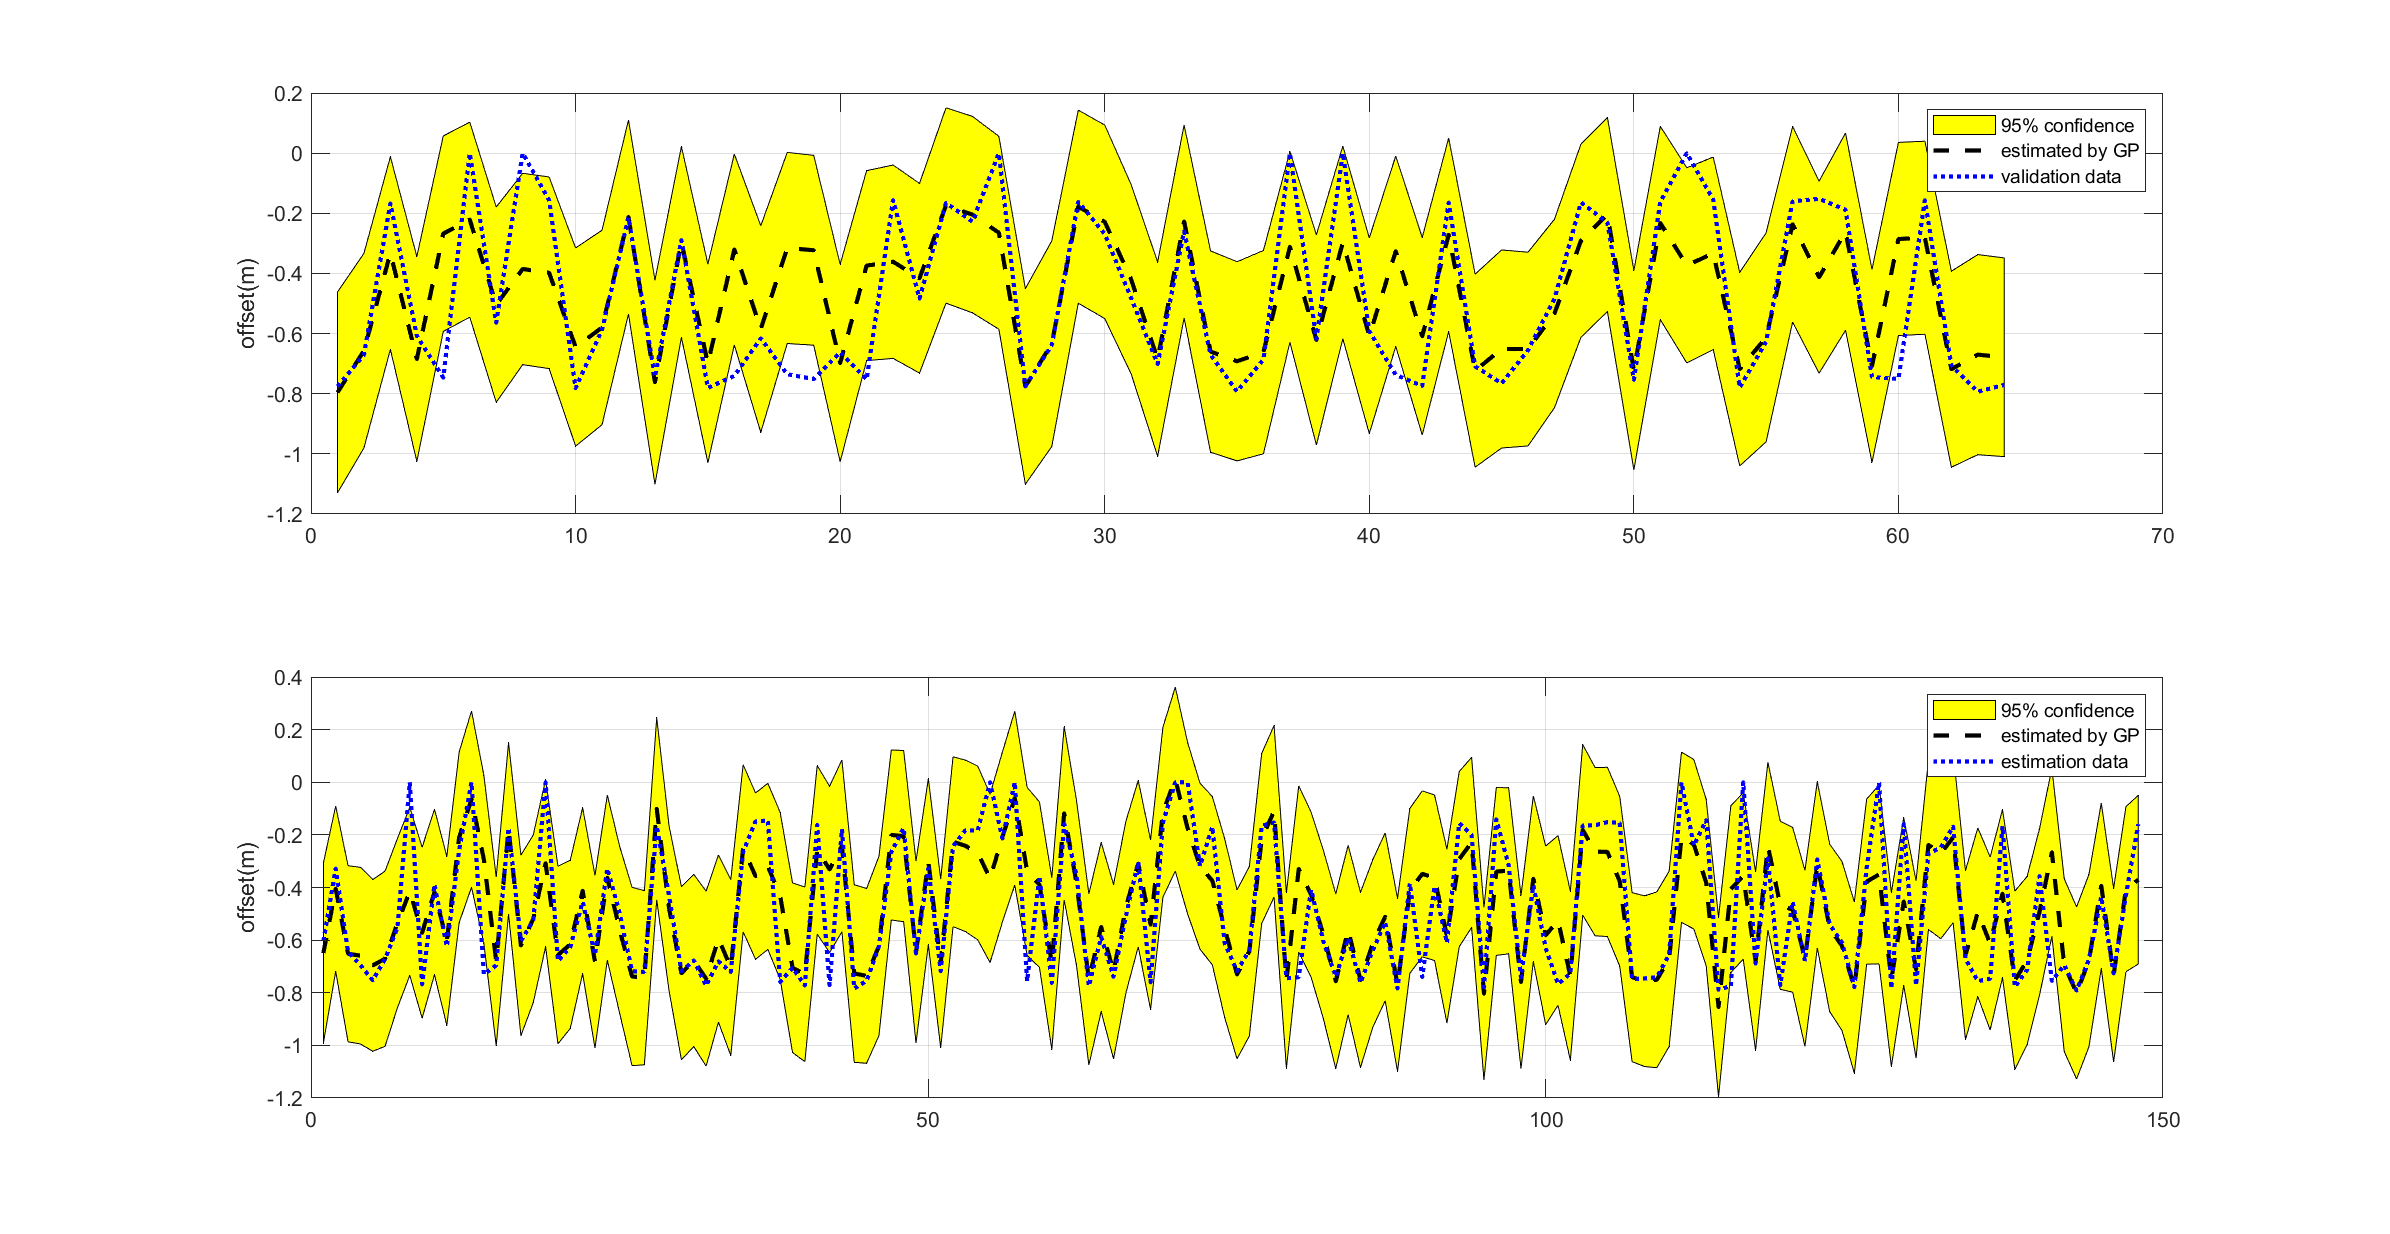 0.2
0
-0.2
-0.4
-0.6
-0.8
-1
-1.2
offset(m)
0 10 20 30 40 50 60 70
95% confidence
estimated by GP
validation data
0.4
0.2
0
-0.2
-0.4
-0.6
-0.8
-1
-1.2
offset(m)
0 50 100 150
95% confidence
estimated by GP
estimation data